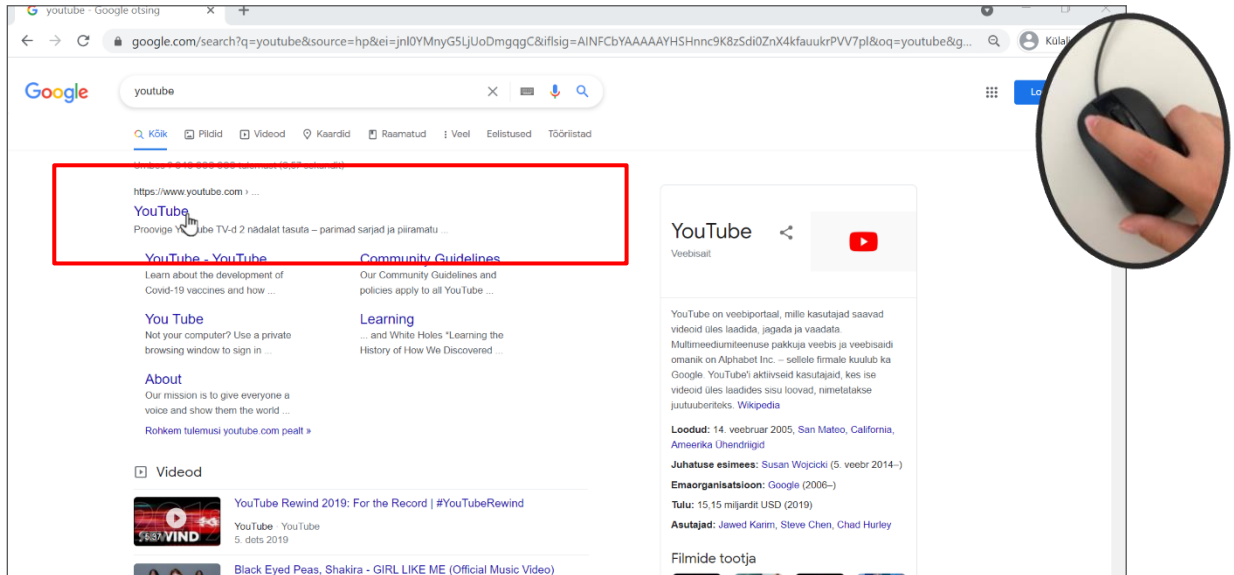 youtube - Google otsing
google.com/search?q=youtube&source=hp&ei=jnl0YMnyG5LjUoDmgqgC&iflsig=AINFCbYAAAAAYHSHnnc9K8zSdi0ZnX4kfauukrPVV7pl&oq=youtube&g...
Google
youtube
Kõik Pildid Videod Kaardid Raamatud Veel Eelistused Tööriistad
https://www.youtube.com › ...
YouTube
Proovige YouTube TV-d 2 nädalat tasuta – parimad sarjad ja piiramatu ...
YouTube - YouTube
Learn about the development of
Covid-19 vaccines and how ...
Community Guidelines
Our Community Guidelines and
policies apply to all YouTube ...
You Tube
Not your computer? Use a private
browsing window to sign in ...
Learning
... and White Holes "Learning the
History of How We Discovered ...
About
Our mission is to give everyone a
voice and show them the world ...
Rohkem tulemusi youtube.com pealt »
Videod
YouTube Rewind 2019: For the Record | #YouTubeRewind
YouTube · YouTube
5. dets 2019
5:37
Black Eyed Peas, Shakira - GIRL LIKE ME (Official Music Video)
YouTube
Veebisait
YouTube on veebiportaal, mille kasutajad saavad
videoid üles laadida, jagada ja vaadata.
Multimeediumiteenuse pakkuja veebis ja veebisaidi
omanik on Alphabet Inc. – sellele firmale kuulub ka
Google. YouTube'i aktiivseid kasutajaid, kes ise
videoid üles laadides sisu loovad, nimetatakse
juutuuberiteks. Wikipedia
Loodud: 14. veebruar 2005, San Mateo, California,
Ameerika Ühendriigid
Juhatuse esimees: Susan Wojcicki (5. veebr 2014–)
Emaorganisatsioon: Google (2006–)
Tulu: 15,15 miljardit USD (2019)
Asutajad: Jawed Karim, Steve Chen, Chad Hurley
Filmide tootja